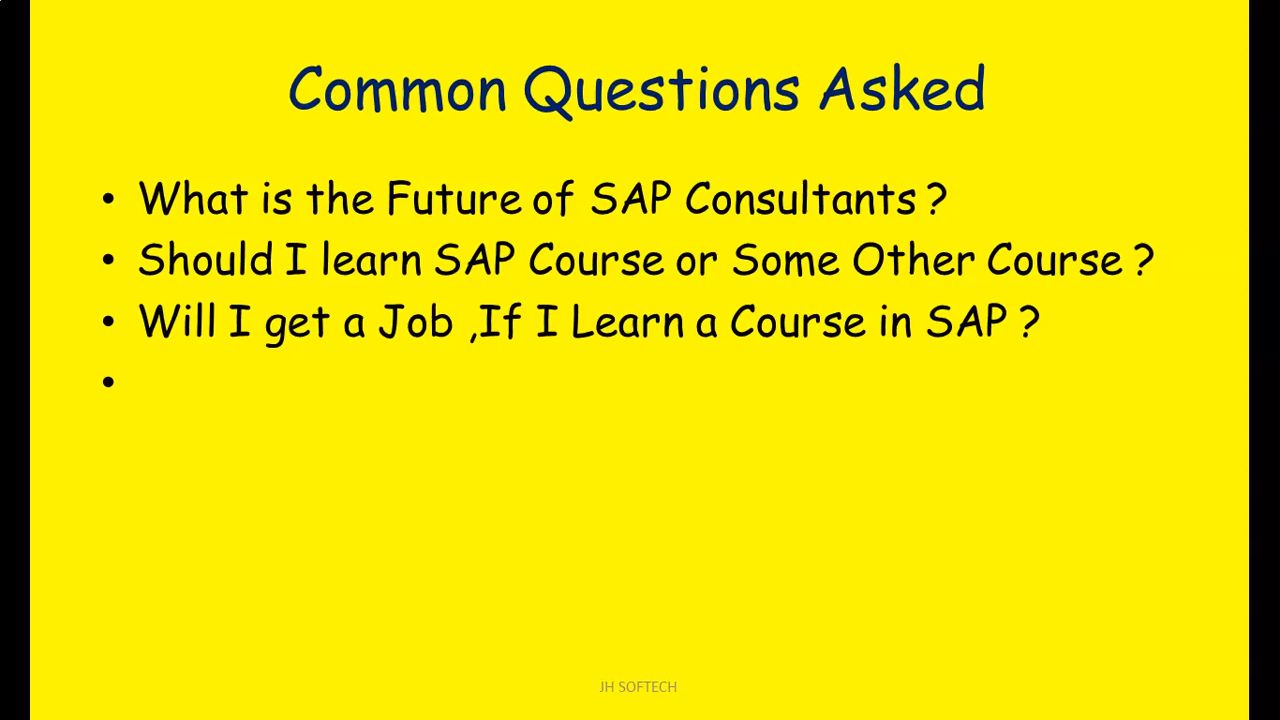 Common Questions Asked
• What is the Future of SAP Consultants ?
• Should I learn SAP Course or Some Other Course ?
• Will I get a Job ,If I Learn a Course in SAP ?
•
JH SOFTECH